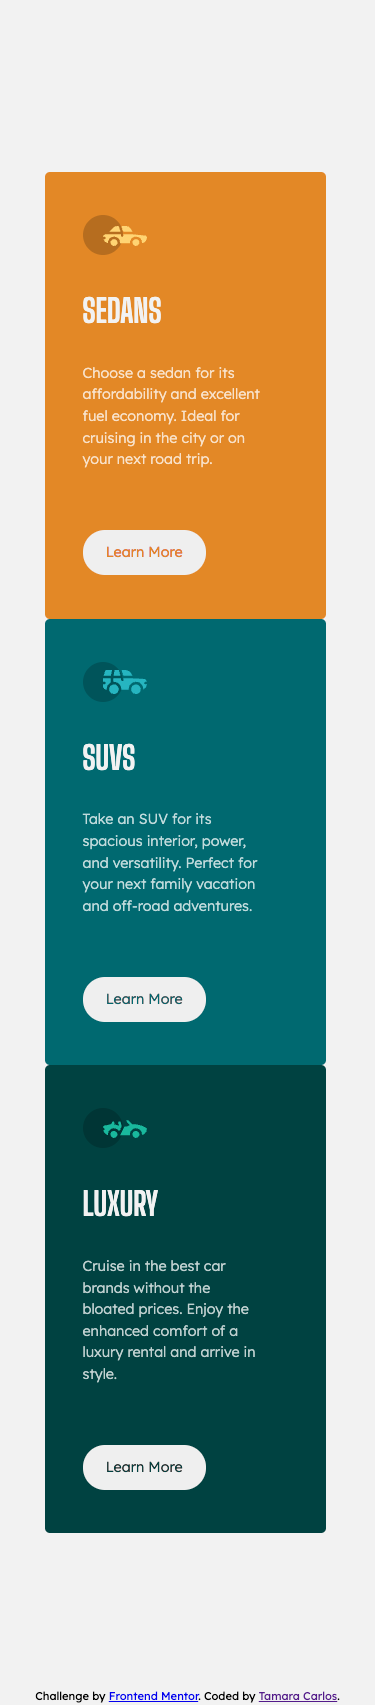 SEDANS
Choose a sedan for its
affordability and excellent
fuel economy. Ideal for
cruising in the city or on
your next road trip.
Learn More
SUVS
Take an SUV for its
spacious interior, power,
and versatility. Perfect for
your next family vacation
and off-road adventures.
Learn More
LUXURY
Cruise in the best car
brands without the
bloated prices. Enjoy the
enhanced comfort of a
luxury rental and arrive in
style.
Learn More
Challenge by Frontend Mentor. Coded by Tamara Carlos.